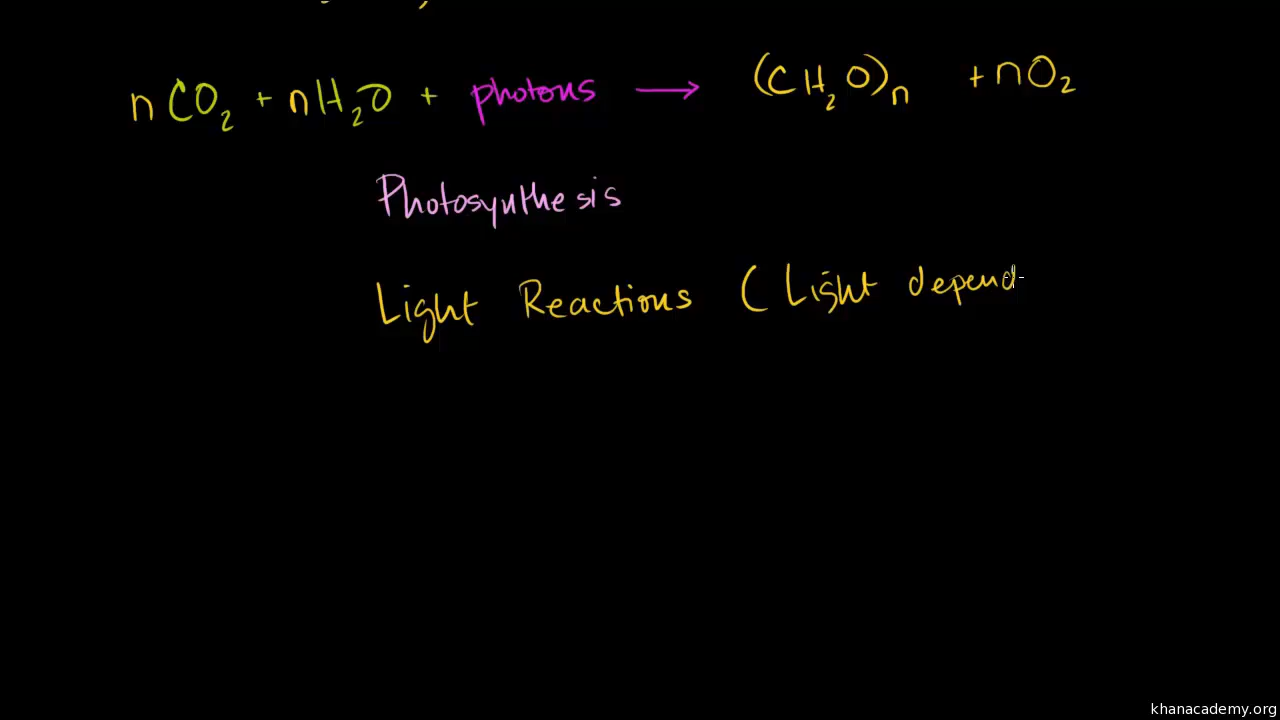 nCO₂ + nH₂O + photons → (CH₂O)n + nO₂
Photosynthesis
Light Reactions (Light depend
khanacademy.org